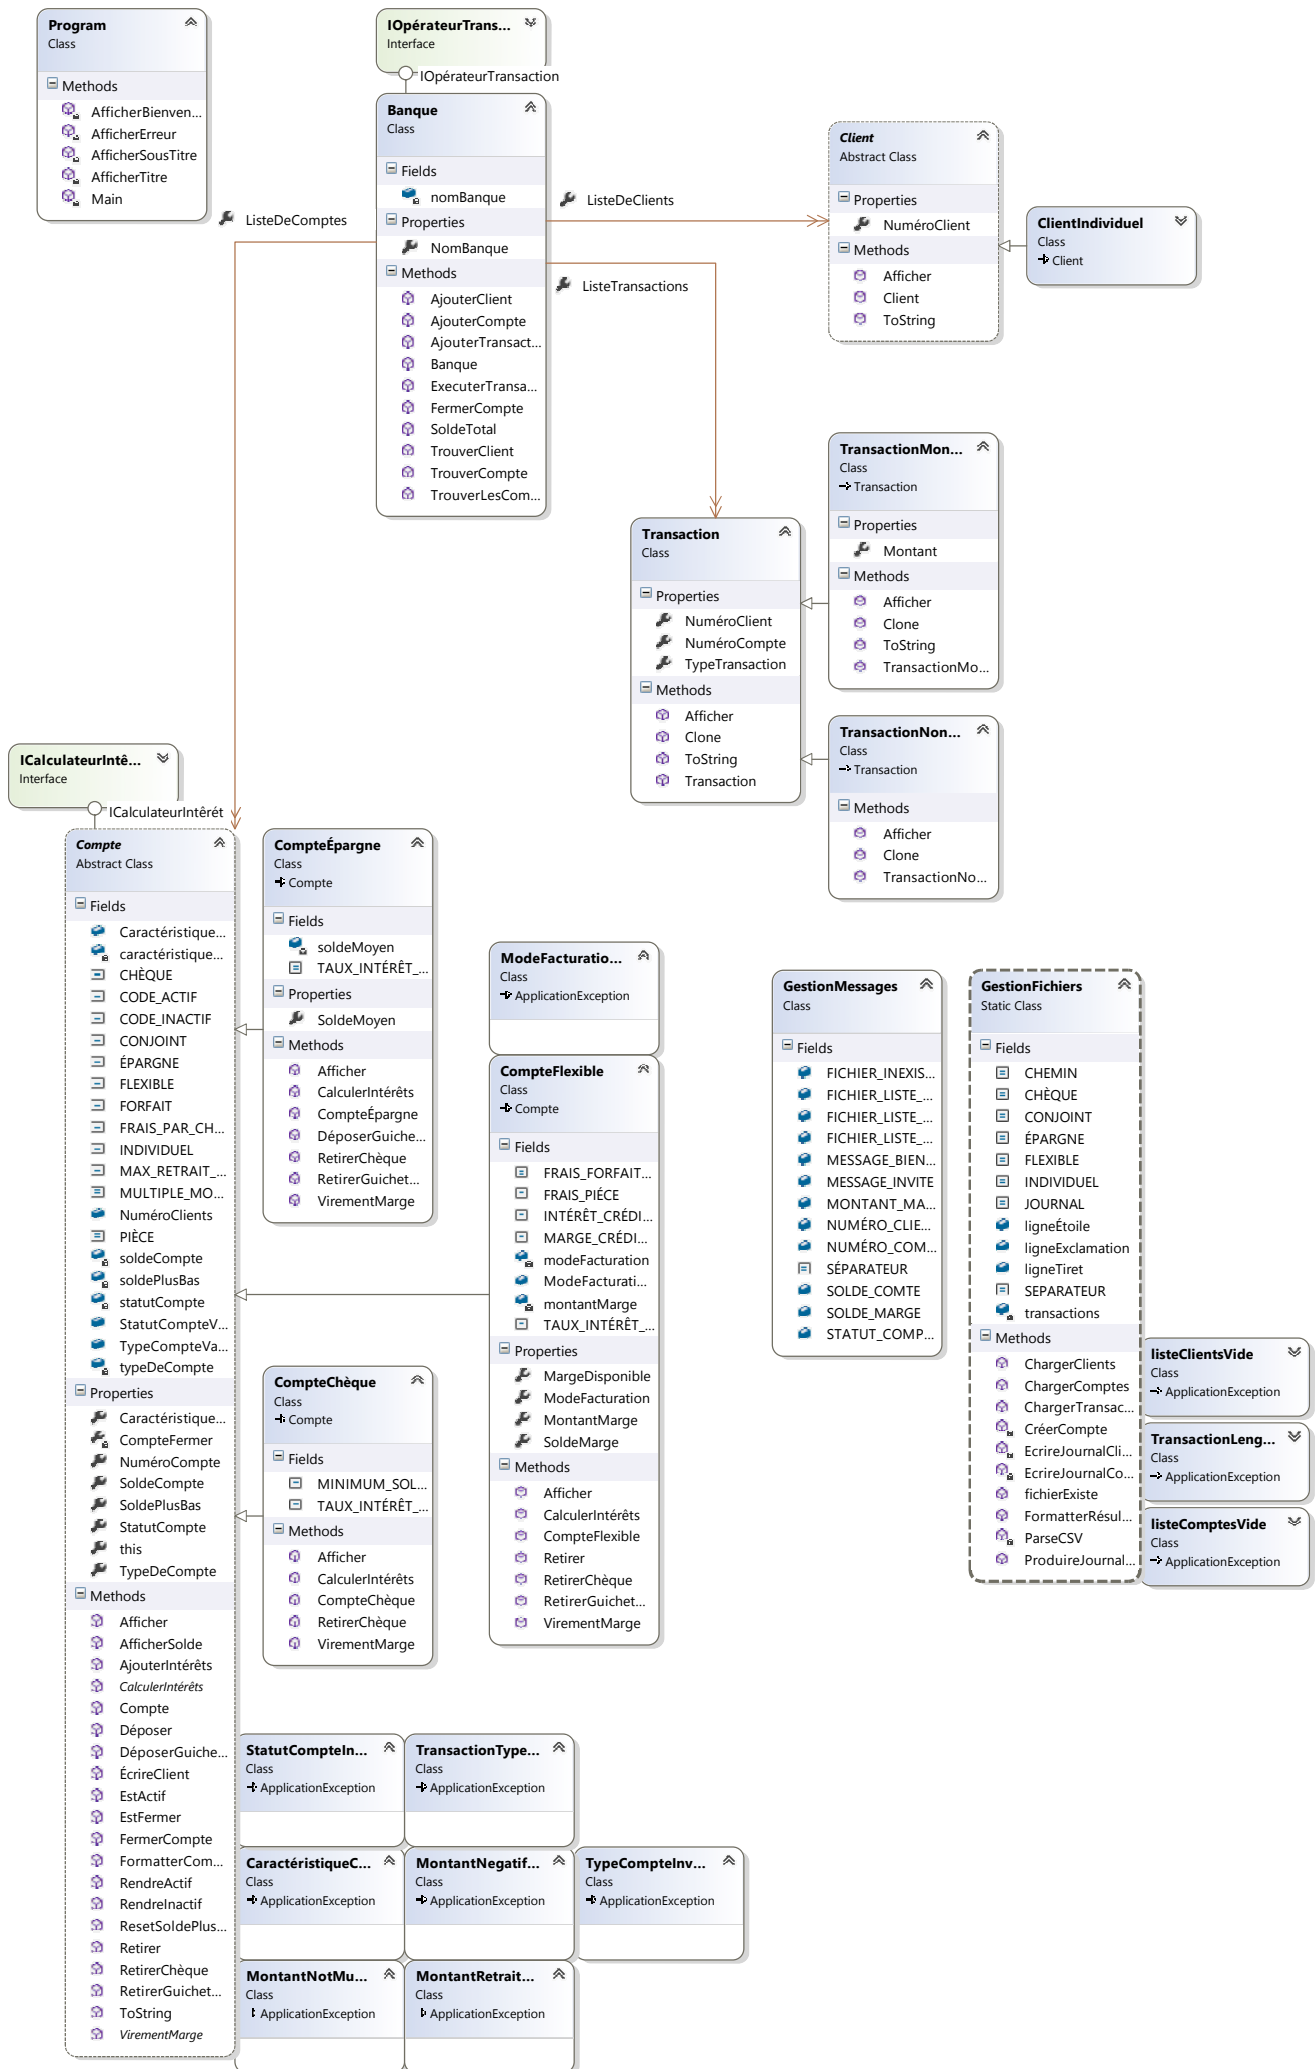 Program
Class
Methods
AfficherBienven...
AfficherErreur
AfficherSousTitre
AfficherTitre
Main
IOpérateurTrans...
Interface
IOpérateurTransaction
Banque
Class
Fields
nomBanque
Properties
NomBanque
Methods
AjouterClient
AjouterCompte
AjouterTransact...
Banque
ExecuterTransa...
FermerCompte
SoldeTotal
TrouverClient
TrouverCompte
TrouverLesCom...
ListeDeComptes
ListeDeClients
ListeTransactions
Client
Abstract Class
Properties
NuméroClient
Methods
Afficher
Client
ToString
ClientIndividuel
Class
Client
TransactionMon...
Class
Transaction
Properties
Montant
Methods
Afficher
Clone
ToString
TransactionMo...
Transaction
Class
Properties
NuméroClient
NuméroCompte
TypeTransaction
Methods
Afficher
Clone
ToString
Transaction
TransactionNon...
Class
Transaction
Methods
Afficher
Clone
TransactionNo...
ICalculateurIntê...
Interface
ICalculateurIntêrét
Compte
Abstract Class
Fields
Caractéristique...
caractéristique...
CHÈQUE
CODE_ACTIF
CODE_INACTIF
CONJOINT
ÉPARGNE
FLEXIBLE
FORFAIT
FRAIS_PAR_CH...
INDIVIDUEL
MAX_RETRAIT_...
MULTIPLE_MO...
NuméroClients
PIÈCE
soldeCompte
soldePlusBas
statutCompte
StatutCompteV...
TypeCompteVa...
typeDeCompte
Properties
Caractéristique...
CompteFermer
NuméroCompte
SoldeCompte
SoldePlusBas
StatutCompte
this
TypeDeCompte
Methods
Afficher
AfficherSolde
AjouterIntérêts
CalculerIntérêts
Compte
Déposer
DéposerGuiche...
ÉcrireClient
EstActif
EstFermer
FermerCompte
FormatterCom...
RendreActif
RendreInactif
ResetSoldePlus...
Retirer
RetirerChèque
RetirerGuichet...
ToString
VirementMarge
CompteÉpargne
Class
Compte
Fields
soldeMoyen
TAUX_INTÉRÊT_...
Properties
SoldeMoyen
Methods
Afficher
CalculerIntérêts
CompteÉpargne
DéposerGuiche...
RetirerChèque
RetirerGuichet...
VirementMarge
CompteChèque
Class
Compte
Fields
MINIMUM_SOL...
TAUX_INTÉRÊT_...
Methods
Afficher
CalculerIntérêts
CompteChèque
RetirerChèque
VirementMarge
ModeFacturatio...
Class
ApplicationException
CompteFlexible
Class
Compte
Fields
FRAIS_FORFAIT...
FRAIS_PIÉCE
INTÉRÊT_CRÉDI...
MARGE_CRÉDI...
modeFacturation
ModeFacturati...
montantMarge
TAUX_INTÉRÊT_...
Properties
MargeDisponible
ModeFacturation
MontantMarge
SoldeMarge
Methods
Afficher
CalculerIntérêts
CompteFlexible
Retirer
RetirerChèque
RetirerGuichet...
VirementMarge
GestionMessages
Class
Fields
FICHIER_INEXIS...
FICHIER_LISTE_...
FICHIER_LISTE_...
FICHIER_LISTE_...
MESSAGE_BIEN...
MESSAGE_INVITE
MONTANT_MA...
NUMÉRO_CLIE...
NUMÉRO_COM...
SÉPARATEUR
SOLDE_COMTE
SOLDE_MARGE
STATUT_COMP...
GestionFichiers
Static Class
Fields
CHEMIN
CHÈQUE
CONJOINT
ÉPARGNE
FLEXIBLE
INDIVIDUEL
JOURNAL
ligneÉtoile
ligneExclamation
ligneTiret
SEPARATEUR
transactions
Methods
ChargerClients
ChargerComptes
ChargerTransac...
CréerCompte
EcrireJournalCli...
EcrireJournalCo...
fichierExiste
FormatterRésul...
ParseCSV
ProduireJournal...
listeClientsVide
Class
ApplicationException
TransactionLeng...
Class
ApplicationException
listeComptesVide
Class
ApplicationException
StatutCompteIn...
Class
ApplicationException
TransactionType...
Class
ApplicationException
CaractéristiqueC...
Class
ApplicationException
MontantNegatif...
Class
ApplicationException
TypeCompteInv...
Class
ApplicationException
MontantNotMu...
Class
ApplicationException
MontantRetrait...
Class
ApplicationException